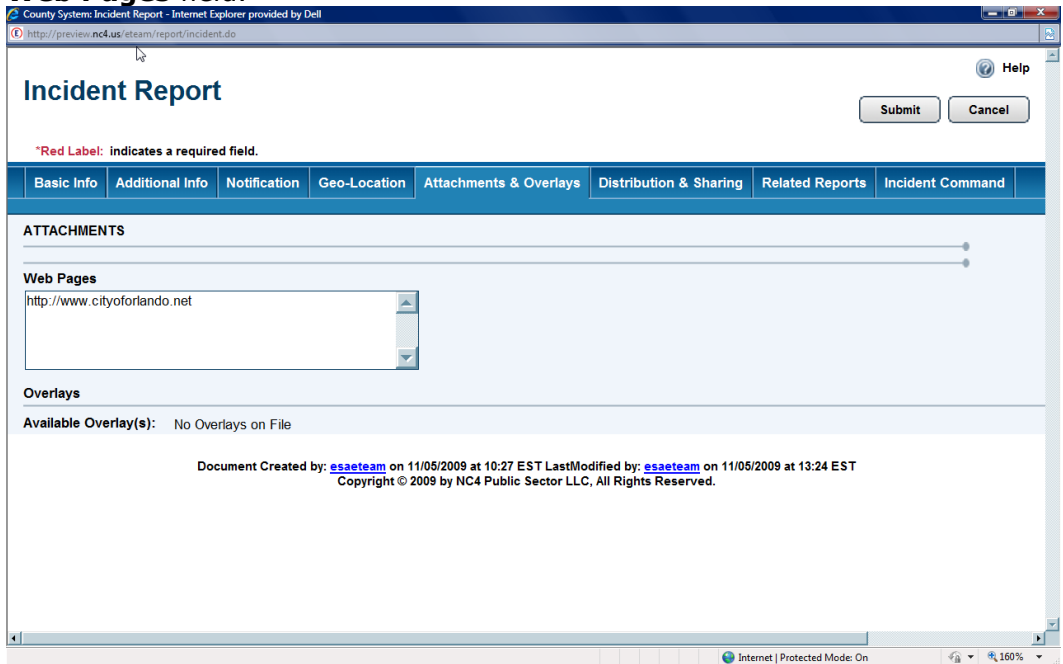 Web Pages field.
County System: Incident Report - Internet Explorer provided by Dell
http://preview.nc4.us/eteam/report/incident.do
Help
Incident Report
Submit Cancel
*Red Label: indicates a required field.
Basic Info Additional Info Notification Geo-Location Attachments & Overlays Distribution & Sharing Related Reports Incident Command
ATTACHMENTS
Web Pages
http://www.cityoforlando.net
Overlays
Available Overlay(s): No Overlays on File
Document Created by: esaeteam on 11/05/2009 at 10:27 EST LastModified by: esaeteam on 11/05/2009 at 13:24 EST
Copyright © 2009 by NC4 Public Sector LLC, All Rights Reserved.
Internet | Protected Mode: On 160%